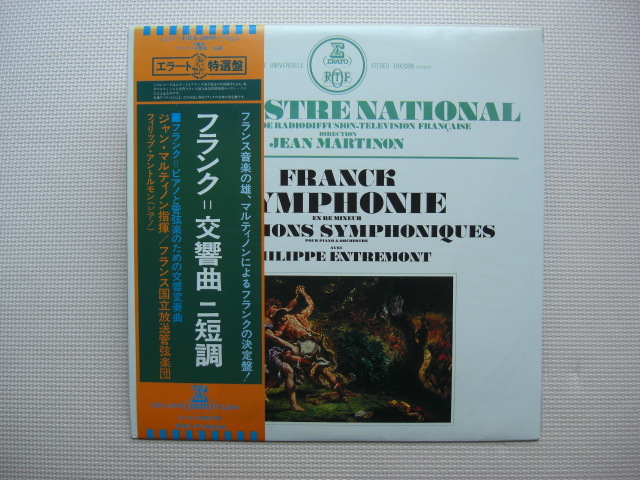 エラート 特選盤
フランス音楽の雄、マルティノンによるフランクの決定盤!
フランク＝交響曲 ニ短調
■フランク＝ピアノと管弦楽のための交響変奏曲
ジャン・マルティノン指揮/フランス国立放送管弦楽団
フィリップ・アントルモン(ピアノ)
E
ERATO
ORTF
UNIVERSELLE
STEREO
STRE NATIONAL
DE RADIODIFFUSION-TELEVISION FRANÇAISE
DIRECTION
JEAN MARTINON
FRANCK
YMPHONIE
EN RE MINEUR
IONS SYMPHONIQUES
POUR PIANO & ORCHESTRE
AVEC
HILIPPE ENTREMONT